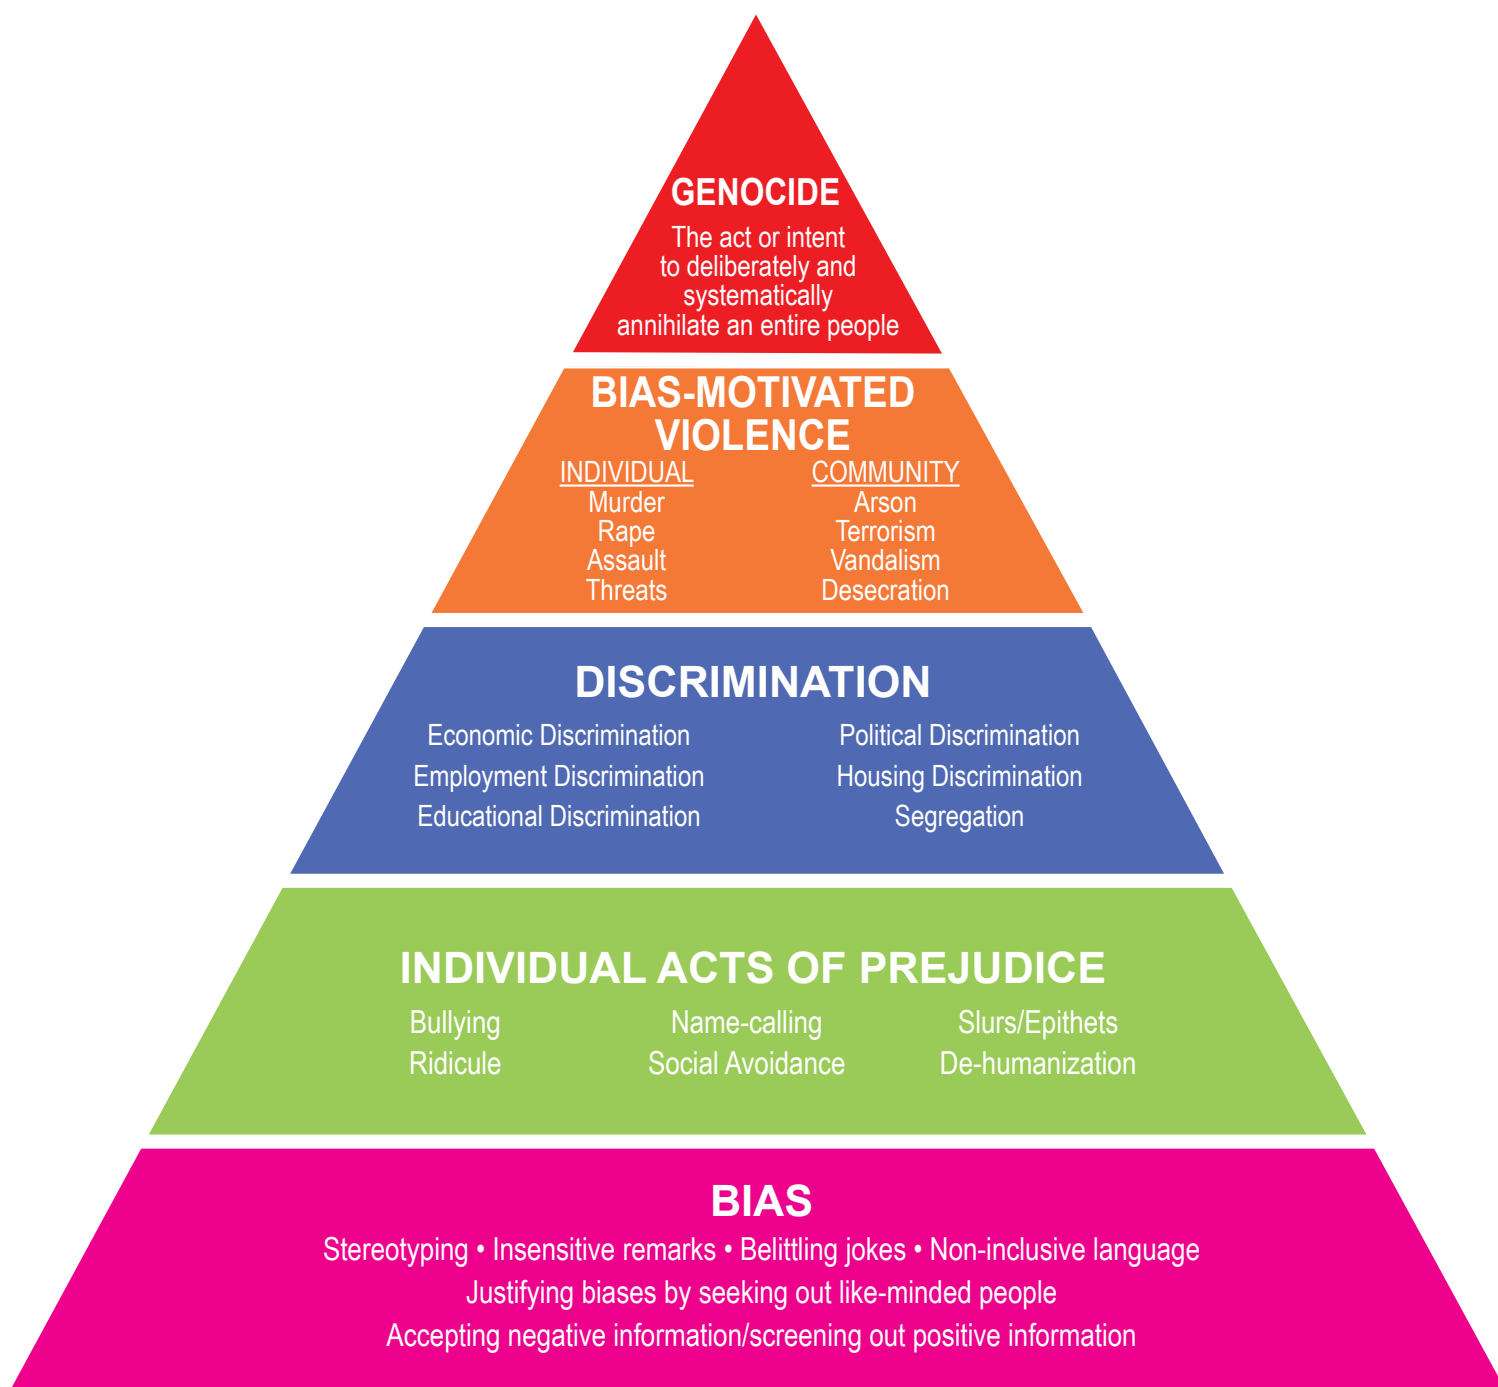 GENOCIDE
The act or intent
to deliberately and
systematically
annihilate an entire people
BIAS-MOTIVATED
VIOLENCE
INDIVIDUAL
Murder
Rape
Assault
Threats
COMMUNITY
Arson
Terrorism
Vandalism
Desecration
DISCRIMINATION
Economic Discrimination
Employment Discrimination
Educational Discrimination
Political Discrimination
Housing Discrimination
Segregation
INDIVIDUAL ACTS OF PREJUDICE
Bullying
Ridicule
Name-calling
Social Avoidance
Slurs/Epithets
De-humanization
BIAS
Stereotyping • Insensitive remarks • Belittling jokes • Non-inclusive language
Justifying biases by seeking out like-minded people
Accepting negative information/screening out positive information